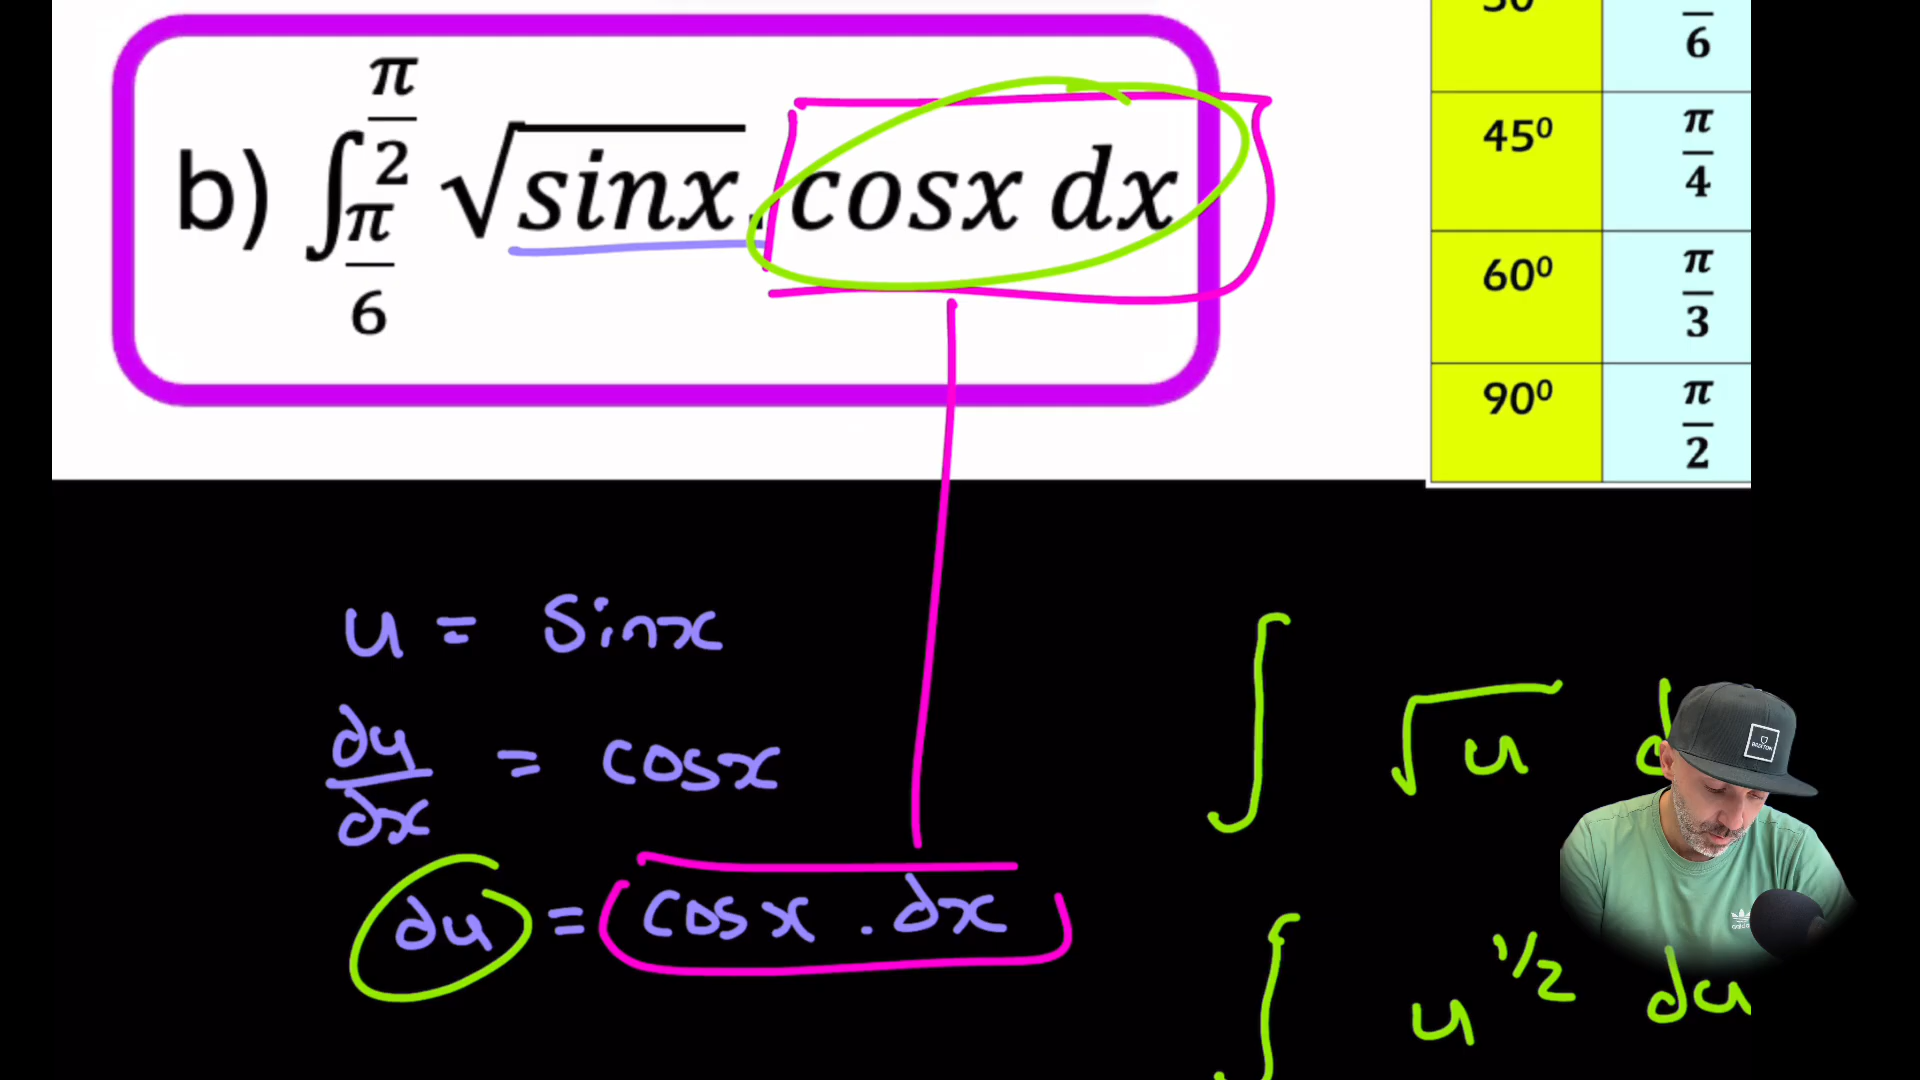 b) ∫ π/2 π/6 √sinx . cosx dx
30
π/6
45⁰ π/4
60⁰ π/3
90⁰ π/2
u = sinx
du/dx = cosx
du = cosx . dx
∫ √u
∫ u^1/2 du